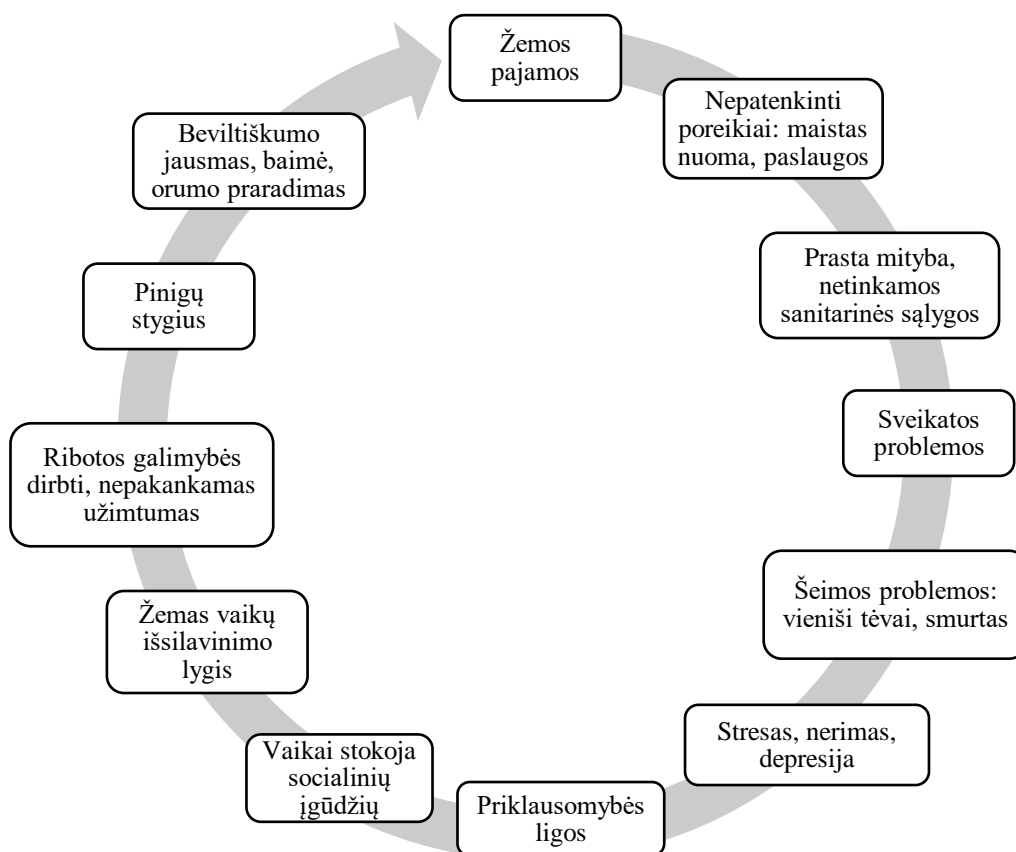 Žemos
pajamos
Nepatenkinti
poreikiai: maistas
nuoma, paslaugos
Prasta mityba,
netinkamos
sanitarinės sąlygos
Sveikatos
problemos
Šeimos problemos:
vieniši tėvai, smurtas
Stresas, nerimas,
depresija
Priklausomybės
ligos
Vaikai stokoja
socialinių
įgūdžių
Žemas vaikų
išsilavinimo
lygis
Ribotos galimybės
dirbti, nepakankamas
užimtumas
Pinigų
stygius
Beviltiškumo
jausmas, baimė,
orumo praradimas